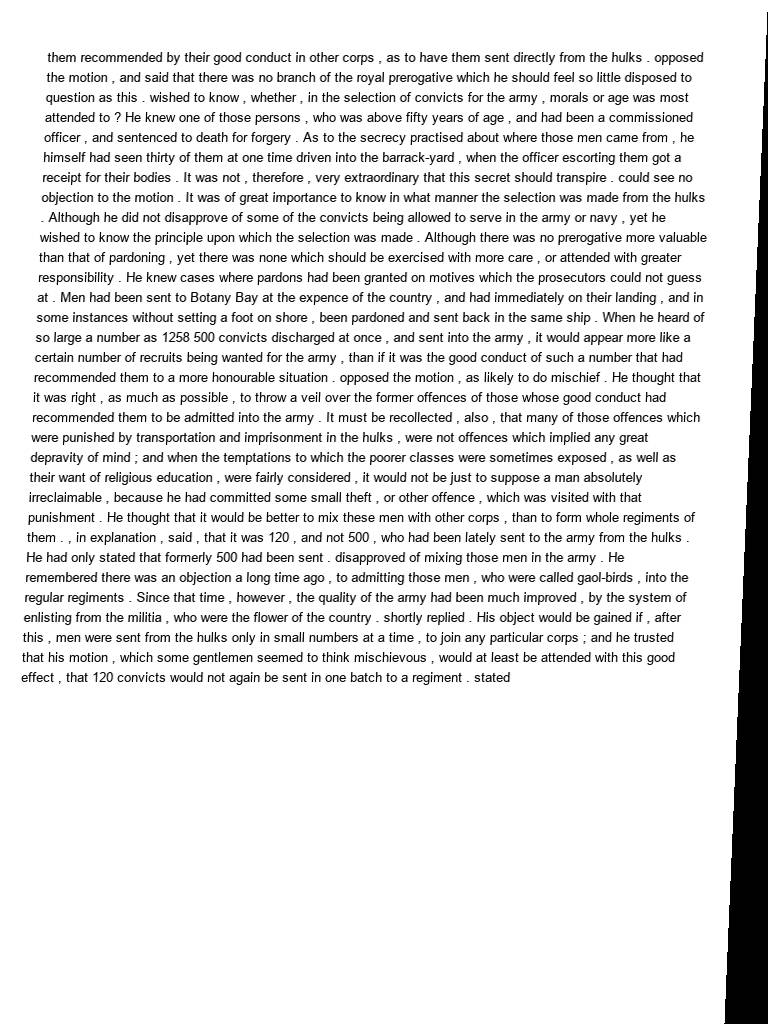 them recommended by their good conduct in other corps , as to have them sent directly from the hulks . opposed
the motion , and said that there was no branch of the royal prerogative which he should feel so little disposed to
question as this . wished to know , whether , in the selection of convicts for the army , morals or age was most
attended to ? He knew one of those persons , who was above fifty years of age , and had been a commissioned
officer , and sentenced to death for forgery . As to the secrecy practised about where those men came from , he
himself had seen thirty of them at one time driven into the barrack-yard , when the officer escorting them got a
receipt for their bodies . It was not , therefore , very extraordinary that this secret should transpire . could see no
objection to the motion . It was of great importance to know in what manner the selection was made from the hulks
. Although he did not disapprove of some of the convicts being allowed to serve in the army or navy , yet he
wished to know the principle upon which the selection was made . Although there was no prerogative more valuable
than that of pardoning , yet there was none which should be exercised with more care , or attended with greater
responsibility . He knew cases where pardons had been granted on motives which the prosecutors could not guess
at . Men had been sent to Botany Bay at the expence of the country , and had immediately on their landing , and in
some instances without setting a foot on shore , been pardoned and sent back in the same ship . When he heard of
so large a number as 1258 500 convicts discharged at once , and sent into the army , it would appear more like a
certain number of recruits being wanted for the army , than if it was the good conduct of such a number that had
recommended them to a more honourable situation . opposed the motion , as likely to do mischief . He thought that
it was right , as much as possible , to throw a veil over the former offences of those whose good conduct had
recommended them to be admitted into the army . It must be recollected , also , that many of those offences which
were punished by transportation and imprisonment in the hulks , were not offences which implied any great
depravity of mind ; and when the temptations to which the poorer classes were sometimes exposed , as well as
their want of religious education , were fairly considered , it would not be just to suppose a man absolutely
irreclaimable , because he had committed some small theft , or other offence , which was visited with that
punishment . He thought that it would be better to mix these men with other corps , than to form whole regiments of
them . , in explanation , said , that it was 120 , and not 500 , who had been lately sent to the army from the hulks .
He had only stated that formerly 500 had been sent . disapproved of mixing those men in the army . He
remembered there was an objection a long time ago , to admitting those men , who were called gaol-birds , into the
regular regiments . Since that time , however , the quality of the army had been much improved , by the system of
enlisting from the militia , who were the flower of the country . shortly replied . His object would be gained if , after
this , men were sent from the hulks only in small numbers at a time , to join any particular corps ; and he trusted
that his motion , which some gentlemen seemed to think mischievous , would at least be attended with this good
effect , that 120 convicts would not again be sent in one batch to a regiment . stated